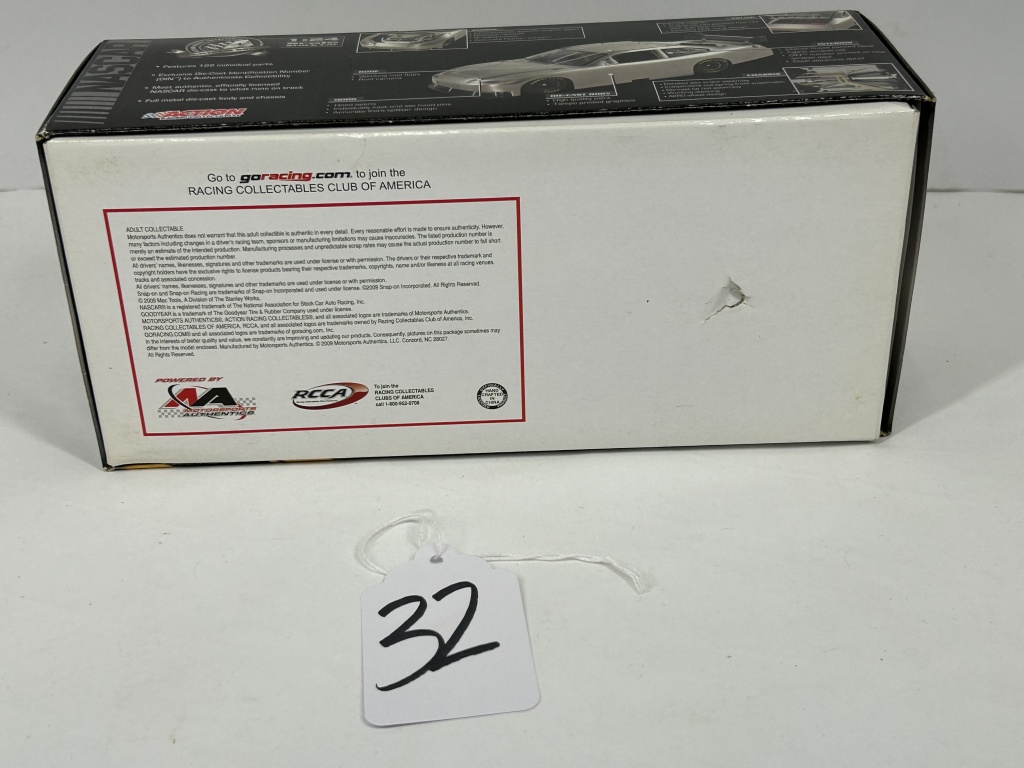 NASCAR
1:24
• Features 188 individual parts
• Exclusive Die-Cast Identification Number
(DIN™) to Authenticate Collectability
• Most authentic, officially licensed
NASCAR die-cast to what runs on track
• Full metal die-cast body and chassis
ACTION
HOOD
DIE-CAST BODY
CHASSIS
INTERIOR
Go to goracing.com. to join the
RACING COLLECTABLES CLUB OF AMERICA
ADULT COLLECTABLE
Motorsports Authentics does not warrant that this adult collectible is authentic in every detail. Every reasonable effort is made to ensure authenticity. However,
many factors including changes in a driver's racing team, sponsors or manufacturing limitations may cause inaccuracies. The listed production number is
merely an estimate of the intended production. Manufacturing processes and unpredictable scrap rates may cause the actual production number to fall short
or exceed the estimated production number.
All drivers' names, likenesses, signatures and other trademarks are used under license or with permission. The drivers or their respective trademark and
copyright holders have the exclusive rights to license products bearing their respective trademarks, copyrights, name and/or likeness at all racing venues,
tracks and associated concession.
All drivers' names, likenesses, signatures and other trademarks are used under license or with permission.
Snap-on and Snap-on Racing are trademarks of Snap-on Incorporated and used under license. ©2009 Snap-on Incorporated. All Rights Reserved.
© 2009 Mac Tools, A Division of The Stanley Works.
NASCAR® is a registered trademark of The National Association for Stock Car Auto Racing, Inc.
GOODYEAR is a trademark of The Goodyear Tire & Rubber Company used under license.
MOTORSPORTS AUTHENTICS®, ACTION RACING COLLECTABLES®, and all associated logos are trademarks of Motorsports Authentics.
RACING COLLECTABLES CLUB OF AMERICA, RCCA, and all associated logos are trademarks owned by Racing Collectables Club of America, Inc.
GORACING.COM® and all associated logos are trademarks of goracing.com, Inc.
In the interests of better quality and value, we constantly are improving and updating our products. Consequently, pictures on this package sometimes may
differ from the model enclosed. Manufactured by Motorsports Authentics, © 2009 Motorsports Authentics, LLC. Concord, NC 28027.
All Rights Reserved.
POWERED BY
MA
MOTORSPORTS
AUTHENTICS
RCCA
To join the
RACING COLLECTABLES
CLUBS OF AMERICA
call 1-800-952-0708
HAND
CRAFTED
IN
CHINA
32